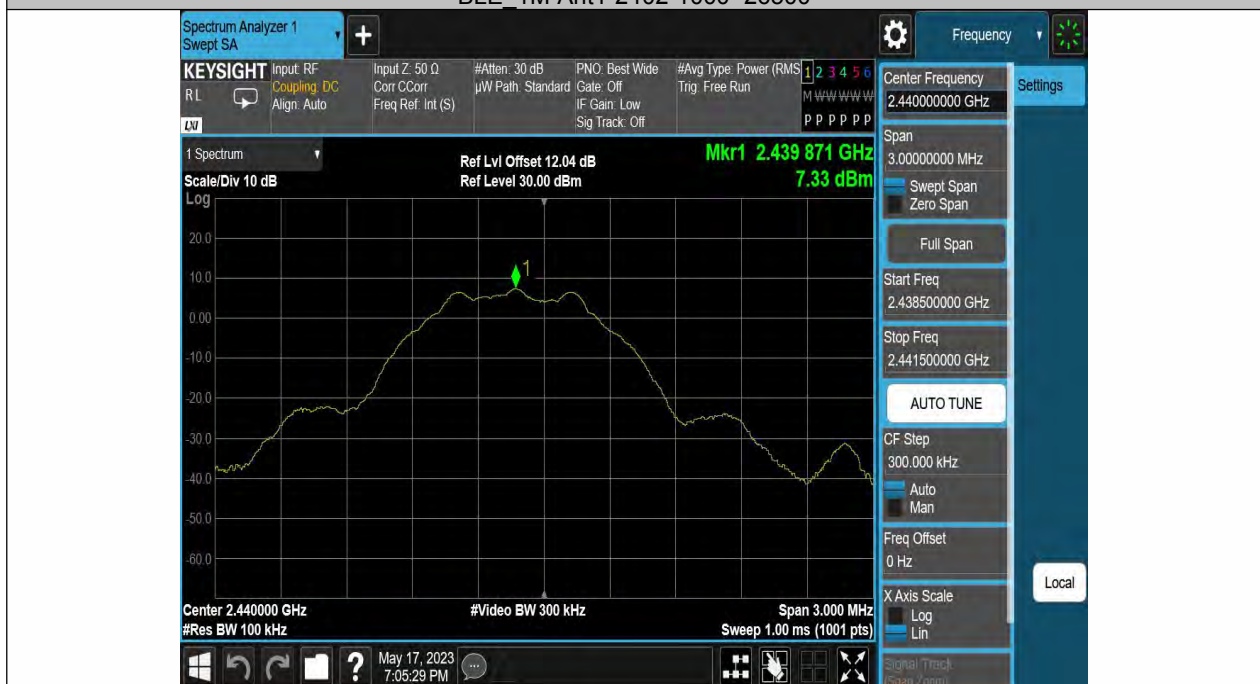 Spectrum Analyzer 1
Swept SA
+
Frequency
KEYSIGHT
RL
LXI
Input: RF
Coupling: DC
Align: Auto
Input Z: 50 Ω
Corr CCorr
Freq Ref: Int (S)
#Atten: 30 dB
µW Path: Standard
PNO: Best Wide
Gate: Off
IF Gain: Low
Sig Track: Off
#Avg Type: Power (RMS
Trig: Free Run
1 2 3 4 5 6
M W W W W W
P P P P P P
1 Spectrum
Scale/Div 10 dB
Ref Lvl Offset 12.04 dB
Ref Level 30.00 dBm
Mkr1 2.439 871 GHz
7.33 dBm
Log
20.0
10.0
0.00
-10.0
-20.0
-30.0
-40.0
-50.0
-60.0
1
Center 2.440000 GHz
#Res BW 100 kHz
#Video BW 300 kHz
Span 3.000 MHz
Sweep 1.00 ms (1001 pts)
?
May 17, 2023
7:05:29 PM
Center Frequency
2.440000000 GHz
Span
3.00000000 MHz
Swept Span
Zero Span
Full Span
Start Freq
2.438500000 GHz
Stop Freq
2.441500000 GHz
AUTO TUNE
CF Step
300.000 kHz
Auto
Man
Freq Offset
0 Hz
X Axis Scale
Log
Lin
Signal Track
Settings
Local